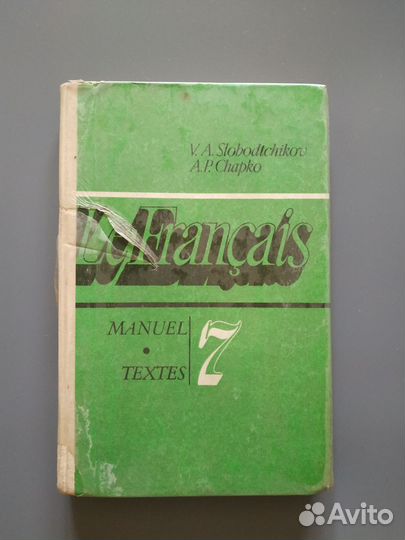 V. A. Slobodtchikov
A. P. Chapko
Le Français
MANUEL
•
TEXTES
7
Avito